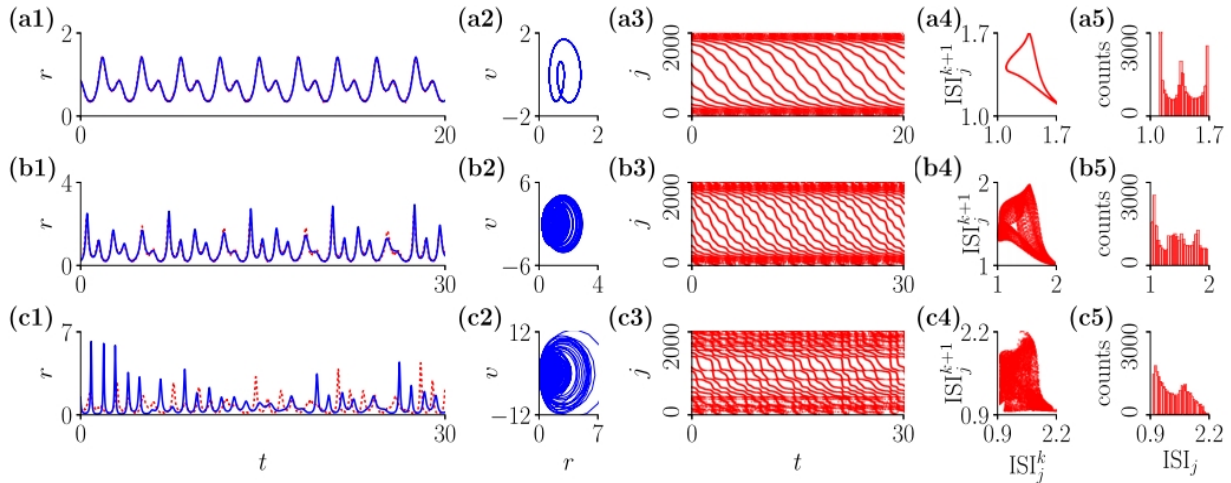 (a1) (a2) (a3) (a4) (a5)
2 r 0 0 20
2 v −2 0 2
2000 j 0 0 20
1.7 ISI_j^{k+1} 1.0 1.0 1.7
3000 counts 0 1.0 1.7
(b1) (b2) (b3) (b4) (b5)
4 r 0 0 30
6 v −6 0 4
2000 j 0 0 30
2 ISI_j^{k+1} 1 1 2
3000 counts 0 1 2
(c1) (c2) (c3) (c4) (c5)
7 r 0 0 30 t
12 v −12 0 7 r
2000 j 0 0 30 t
2.2 ISI_j^{k+1} 0.9 0.9 2.2 ISI_j^k
3000 counts 0 0.9 2.2 ISI_j